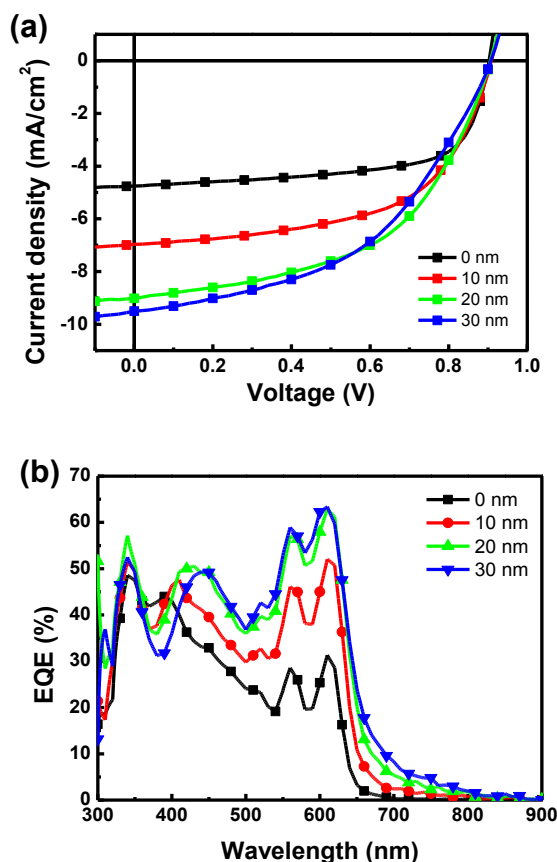 (a)
Current density (mA/cm²)
0
-2
-4
-6
-8
-10
0 nm
10 nm
20 nm
30 nm
0.0 0.2 0.4 0.6 0.8 1.0
Voltage (V)
(b)
EQE (%)
70
60
50
40
30
20
10
0
0 nm
10 nm
20 nm
30 nm
300 400 500 600 700 800 900
Wavelength (nm)